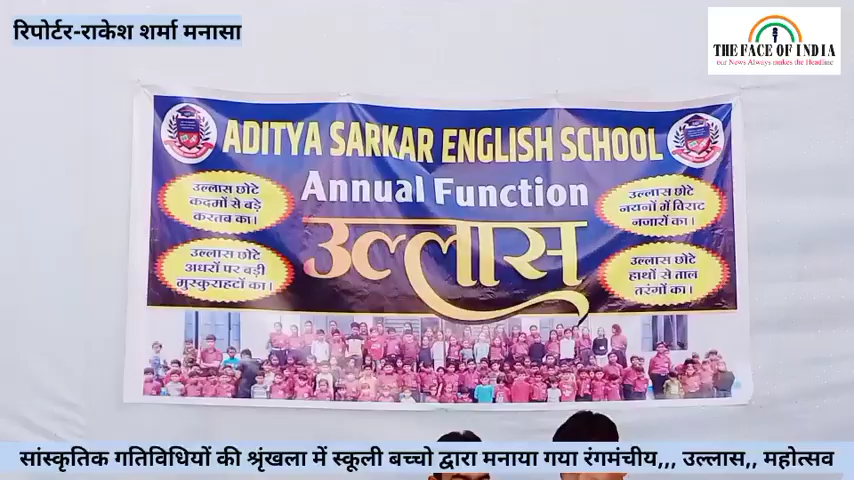 रिपोर्टर-राकेश शर्मा मनासा
THE FACE OF INDIA
our News Always makes the Headline
ADITYA SARKAR ENGLISH SCHOOL
Annual Function
उल्लास
उल्लास छोटे
कदमों से बड़े
करतब का।
उल्लास छोटे
नयनों में विराट
नजारों का।
उल्लास छोटे
अधरों पर बड़ी
मुस्कुराहटों का।
उल्लास छोटे
हाथों से ताल
तरंगों का।
सांस्कृतिक गतिविधियों की श्रृंखला में स्कूली बच्चो द्वारा मनाया गया रंगमंचीय,,, उल्लास,, महोत्सव